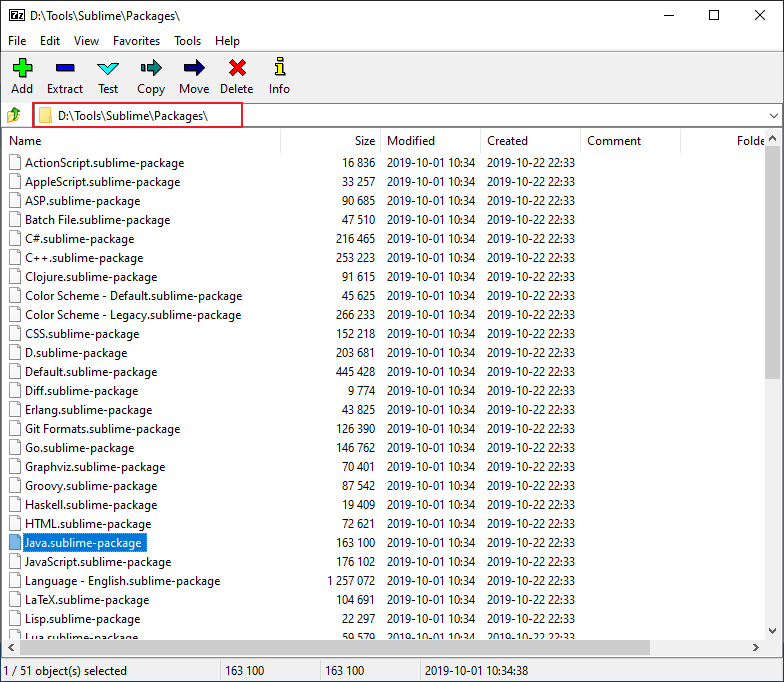 D:\Tools\Sublime\Packages\
File Edit View Favorites Tools Help
Add Extract Test Copy Move Delete Info
D:\Tools\Sublime\Packages\
Name Size Modified Created Comment Folde
ActionScript.sublime-package 16 836 2019-10-01 10:34 2019-10-22 22:33
AppleScript.sublime-package 33 257 2019-10-01 10:34 2019-10-22 22:33
ASP.sublime-package 90 685 2019-10-01 10:34 2019-10-22 22:33
Batch File.sublime-package 47 510 2019-10-01 10:34 2019-10-22 22:33
C#.sublime-package 216 465 2019-10-01 10:34 2019-10-22 22:33
C++.sublime-package 253 223 2019-10-01 10:34 2019-10-22 22:33
Clojure.sublime-package 91 615 2019-10-01 10:34 2019-10-22 22:33
Color Scheme - Default.sublime-package 45 625 2019-10-01 10:34 2019-10-22 22:33
Color Scheme - Legacy.sublime-package 266 233 2019-10-01 10:34 2019-10-22 22:33
CSS.sublime-package 152 218 2019-10-01 10:34 2019-10-22 22:33
D.sublime-package 203 681 2019-10-01 10:34 2019-10-22 22:33
Default.sublime-package 445 428 2019-10-01 10:34 2019-10-22 22:33
Diff.sublime-package 9 774 2019-10-01 10:34 2019-10-22 22:33
Erlang.sublime-package 43 825 2019-10-01 10:34 2019-10-22 22:33
Git Formats.sublime-package 126 390 2019-10-01 10:34 2019-10-22 22:33
Go.sublime-package 146 762 2019-10-01 10:34 2019-10-22 22:33
Graphviz.sublime-package 70 401 2019-10-01 10:34 2019-10-22 22:33
Groovy.sublime-package 87 542 2019-10-01 10:34 2019-10-22 22:33
Haskell.sublime-package 19 409 2019-10-01 10:34 2019-10-22 22:33
HTML.sublime-package 72 621 2019-10-01 10:34 2019-10-22 22:33
Java.sublime-package 163 100 2019-10-01 10:34 2019-10-22 22:33
JavaScript.sublime-package 176 102 2019-10-01 10:34 2019-10-22 22:33
Language - English.sublime-package 1 257 072 2019-10-01 10:34 2019-10-22 22:33
LaTeX.sublime-package 104 691 2019-10-01 10:34 2019-10-22 22:33
Lisp.sublime-package 22 297 2019-10-01 10:34 2019-10-22 22:33
Lua.sublime-package 59 579 2019-10-01 10:34 2019-10-22 22:33
1 / 51 object(s) selected 163 100 163 100 2019-10-01 10:34:38